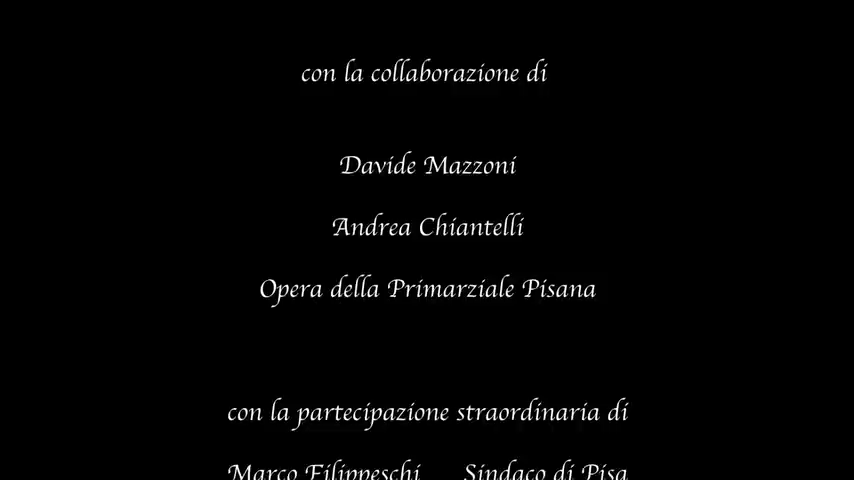 con la collaborazione di
Davide Mazzoni
Andrea Chiantelli
Opera della Primarziale Pisana
con la partecipazione straordinaria di
Marco Filippeschi Sindaco di Pisa